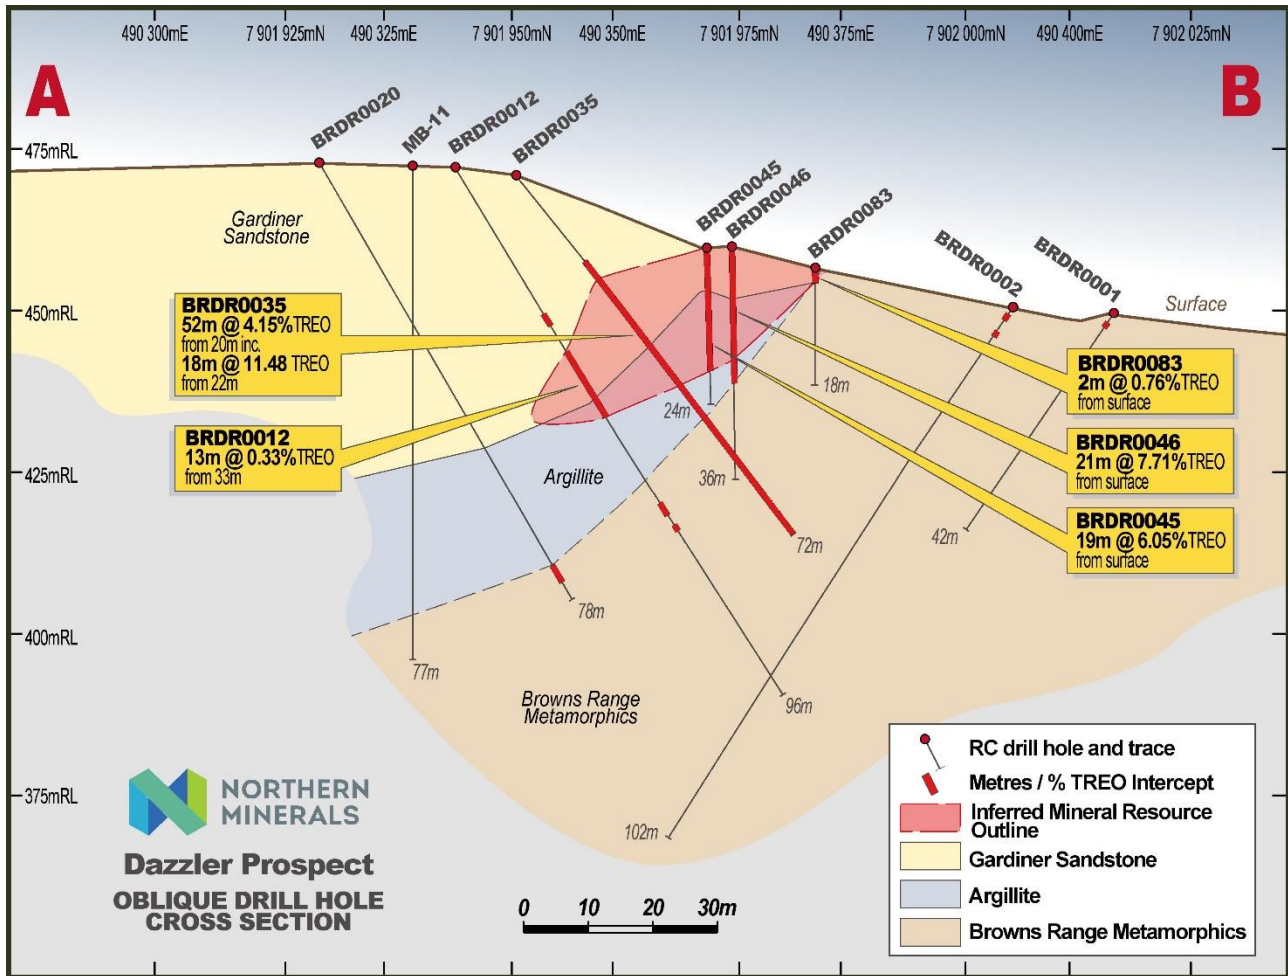 490 300mE
7 901 925mN
490 325mE
7 901 950mN
490 350mE
7 901 975mN
490 375mE
7 902 000mN
490 400mE
7 902 025mN
A
B
BRDR0020
MB-11
BRDR0012
BRDR0035
BRDR0045
BRDR0046
BRDR0083
BRDR0002
BRDR0001
475mRL
450mRL
425mRL
400mRL
375mRL
Gardiner
Sandstone
Surface
BRDR0035
52m @ 4.15%TREO
from 20m inc.
18m @ 11.48 TREO
from 22m
BRDR0012
13m @ 0.33%TREO
from 33m
BRDR0083
2m @ 0.76%TREO
from surface
BRDR0046
21m @ 7.71%TREO
from surface
BRDR0045
19m @ 6.05%TREO
from surface
Argillite
18m
24m
36m
72m
42m
78m
77m
96m
102m
Browns Range
Metamorphics
NORTHERN
MINERALS
Dazzler Prospect
OBLIQUE DRILL HOLE
CROSS SECTION
0 10 20 30m
RC drill hole and trace
Metres / % TREO Intercept
Inferred Mineral Resource
Outline
Gardiner Sandstone
Argillite
Browns Range Metamorphics